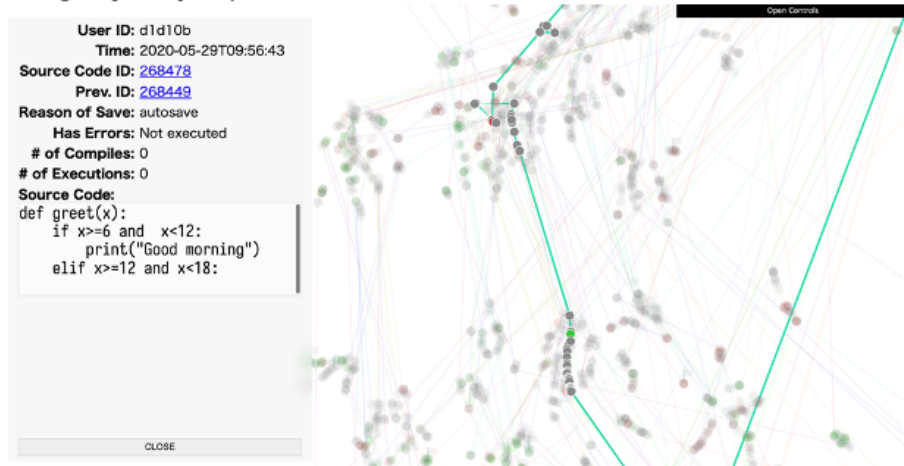 Open Controls
User ID: d1d10b
Time: 2020-05-29T09:56:43
Source Code ID: 268478
Prev. ID: 268449
Reason of Save: autosave
Has Errors: Not executed
# of Compiles: 0
# of Executions: 0
Source Code:
def greet(x):
    if x>=6 and  x<12:
        print("Good morning")
    elif x>=12 and x<18:
CLOSE